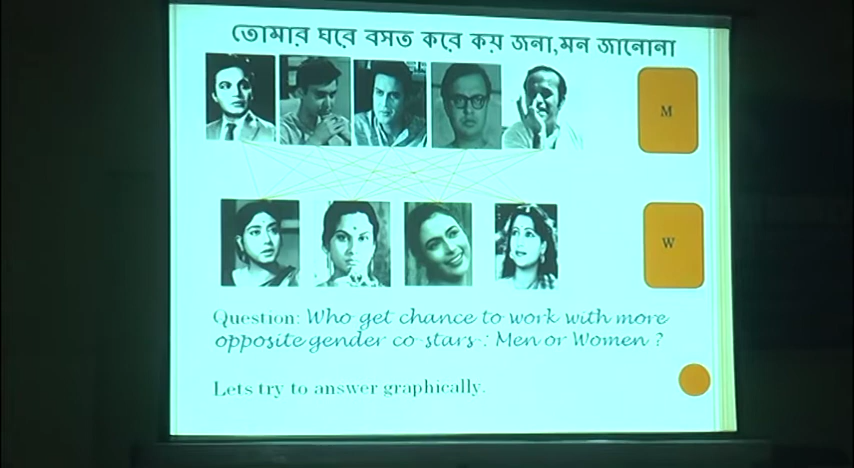 তোমার ঘরে বসত করে কয় জনা,মন জানোনা
M
W
Question: Who get chance to work with more
opposite gender co-stars : Men or Women ?
Lets try to answer graphically.